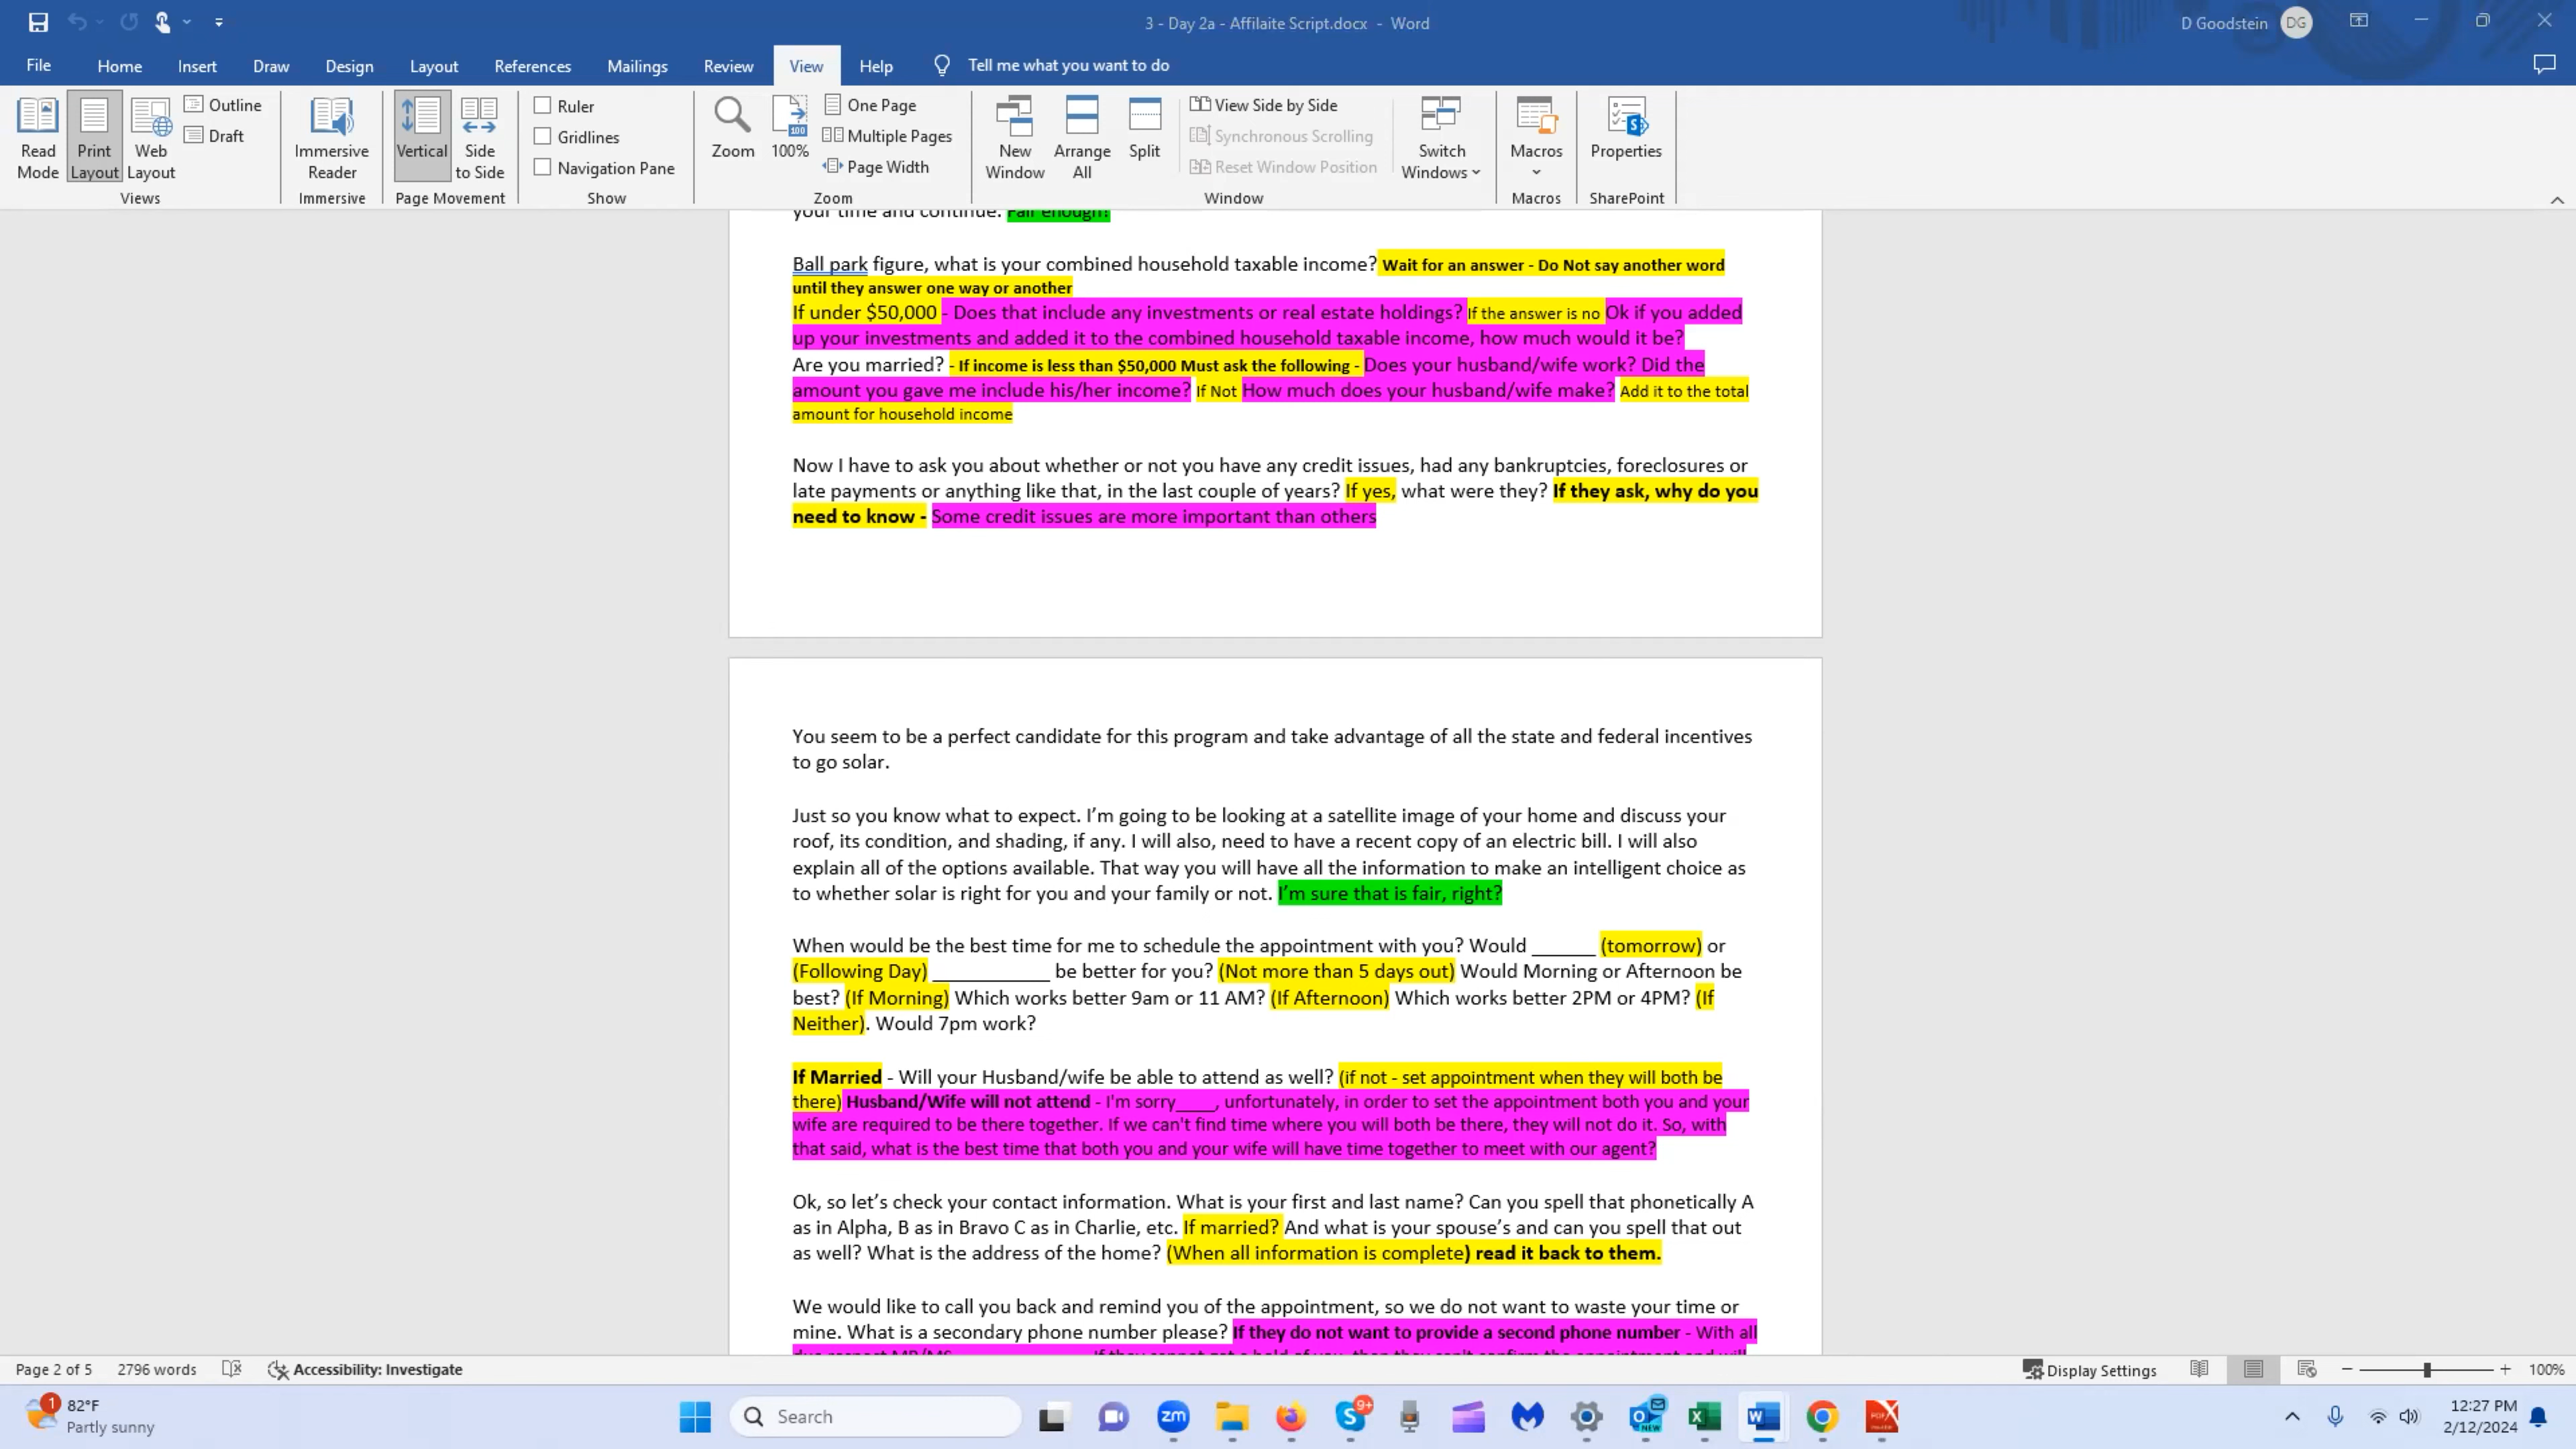 3 - Day 2a - Affilaite Script.docx - Word
D Goodstein DG
File Home Insert Draw Design Layout References Mailings Review View Help Tell me what you want to do
Read Mode
Print Layout
Web Layout
Outline
Draft
Views
Immersive Reader
Immersive
Vertical
Side to Side
Page Movement
Ruler
Gridlines
Navigation Pane
Show
Zoom
100
100%
One Page
Multiple Pages
Page Width
Zoom
New Window
Arrange All
Split
View Side by Side
Synchronous Scrolling
Reset Window Position
Switch Windows
Window
Macros
Macros
S
Properties
SharePoint
your time and continue. Fair enough?
Ball park figure, what is your combined household taxable income? Wait for an answer - Do Not say another word
until they answer one way or another
If under $50,000 - Does that include any investments or real estate holdings? If the answer is no Ok if you added
up your investments and added it to the combined household taxable income, how much would it be?
Are you married? - If income is less than $50,000 Must ask the following - Does your husband/wife work? Did the
amount you gave me include his/her income? If Not How much does your husband/wife make? Add it to the total
amount for household income
Now I have to ask you about whether or not you have any credit issues, had any bankruptcies, foreclosures or
late payments or anything like that, in the last couple of years? If yes, what were they? If they ask, why do you
need to know - Some credit issues are more important than others
You seem to be a perfect candidate for this program and take advantage of all the state and federal incentives
to go solar.
Just so you know what to expect. I’m going to be looking at a satellite image of your home and discuss your
roof, its condition, and shading, if any. I will also, need to have a recent copy of an electric bill. I will also
explain all of the options available. That way you will have all the information to make an intelligent choice as
to whether solar is right for you and your family or not. I’m sure that is fair, right?
When would be the best time for me to schedule the appointment with you? Would ______ (tomorrow) or
(Following Day) ___________ be better for you? (Not more than 5 days out) Would Morning or Afternoon be
best? (If Morning) Which works better 9am or 11 AM? (If Afternoon) Which works better 2PM or 4PM? (If
Neither). Would 7pm work?
If Married - Will your Husband/wife be able to attend as well? (if not - set appointment when they will both be
there) Husband/Wife will not attend - I'm sorry____, unfortunately, in order to set the appointment both you and your
wife are required to be there together. If we can't find time where you will both be there, they will not do it. So, with
that said, what is the best time that both you and your wife will have time together to meet with our agent?
Ok, so let’s check your contact information. What is your first and last name? Can you spell that phonetically A
as in Alpha, B as in Bravo C as in Charlie, etc. If married? And what is your spouse’s and can you spell that out
as well? What is the address of the home? (When all information is complete) read it back to them.
We would like to call you back and remind you of the appointment, so we do not want to waste your time or
mine. What is a secondary phone number please? If they do not want to provide a second phone number - With all
Page 2 of 5 2796 words Accessibility: Investigate Display Settings 100%
1
82°F
Partly sunny
Search
zm
S
9+
NEW
X
W
12:27 PM
2/12/2024